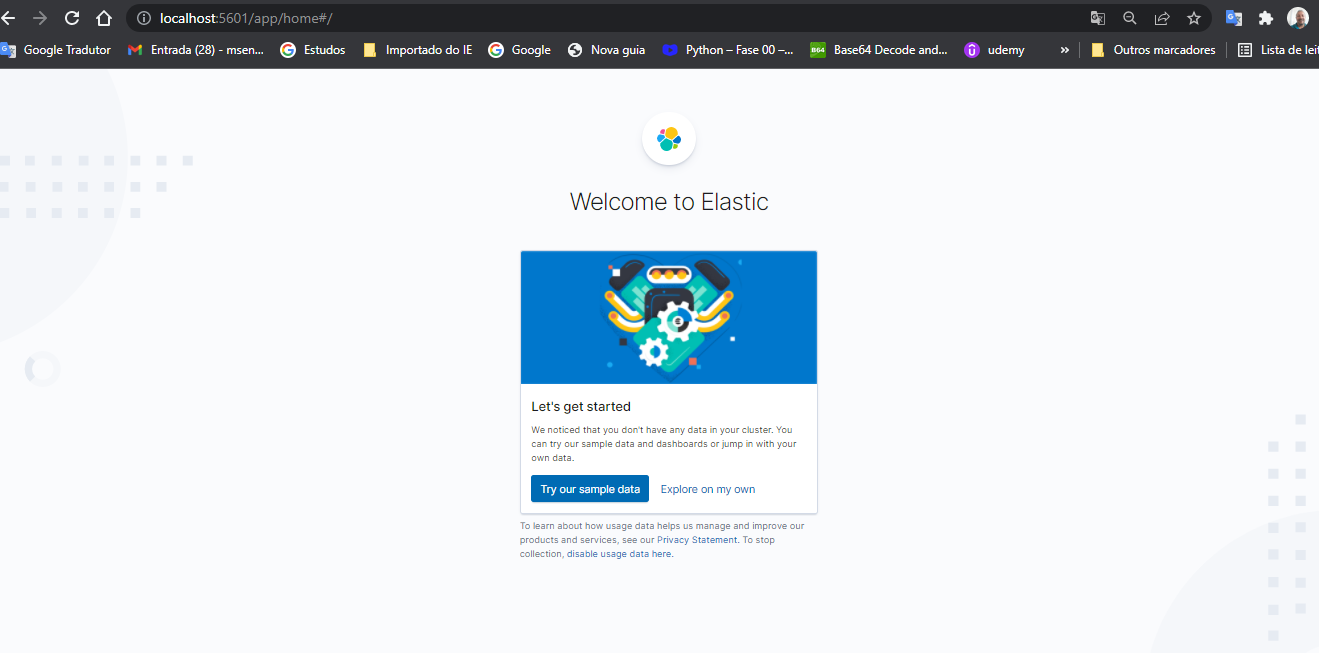 localhost:5601/app/home#/
Google Tradutor
Entrada (28) - msen...
Estudos
Importado do IE
Google
Nova guia
Python – Fase 00 –...
B64
Base64 Decode and...
udemy
»
Outros marcadores
Lista de leit
Welcome to Elastic
Let's get started
We noticed that you don't have any data in your cluster. You
can try our sample data and dashboards or jump in with your
own data.
Try our sample data
Explore on my own
To learn about how usage data helps us manage and improve our
products and services, see our Privacy Statement. To stop
collection, disable usage data here.